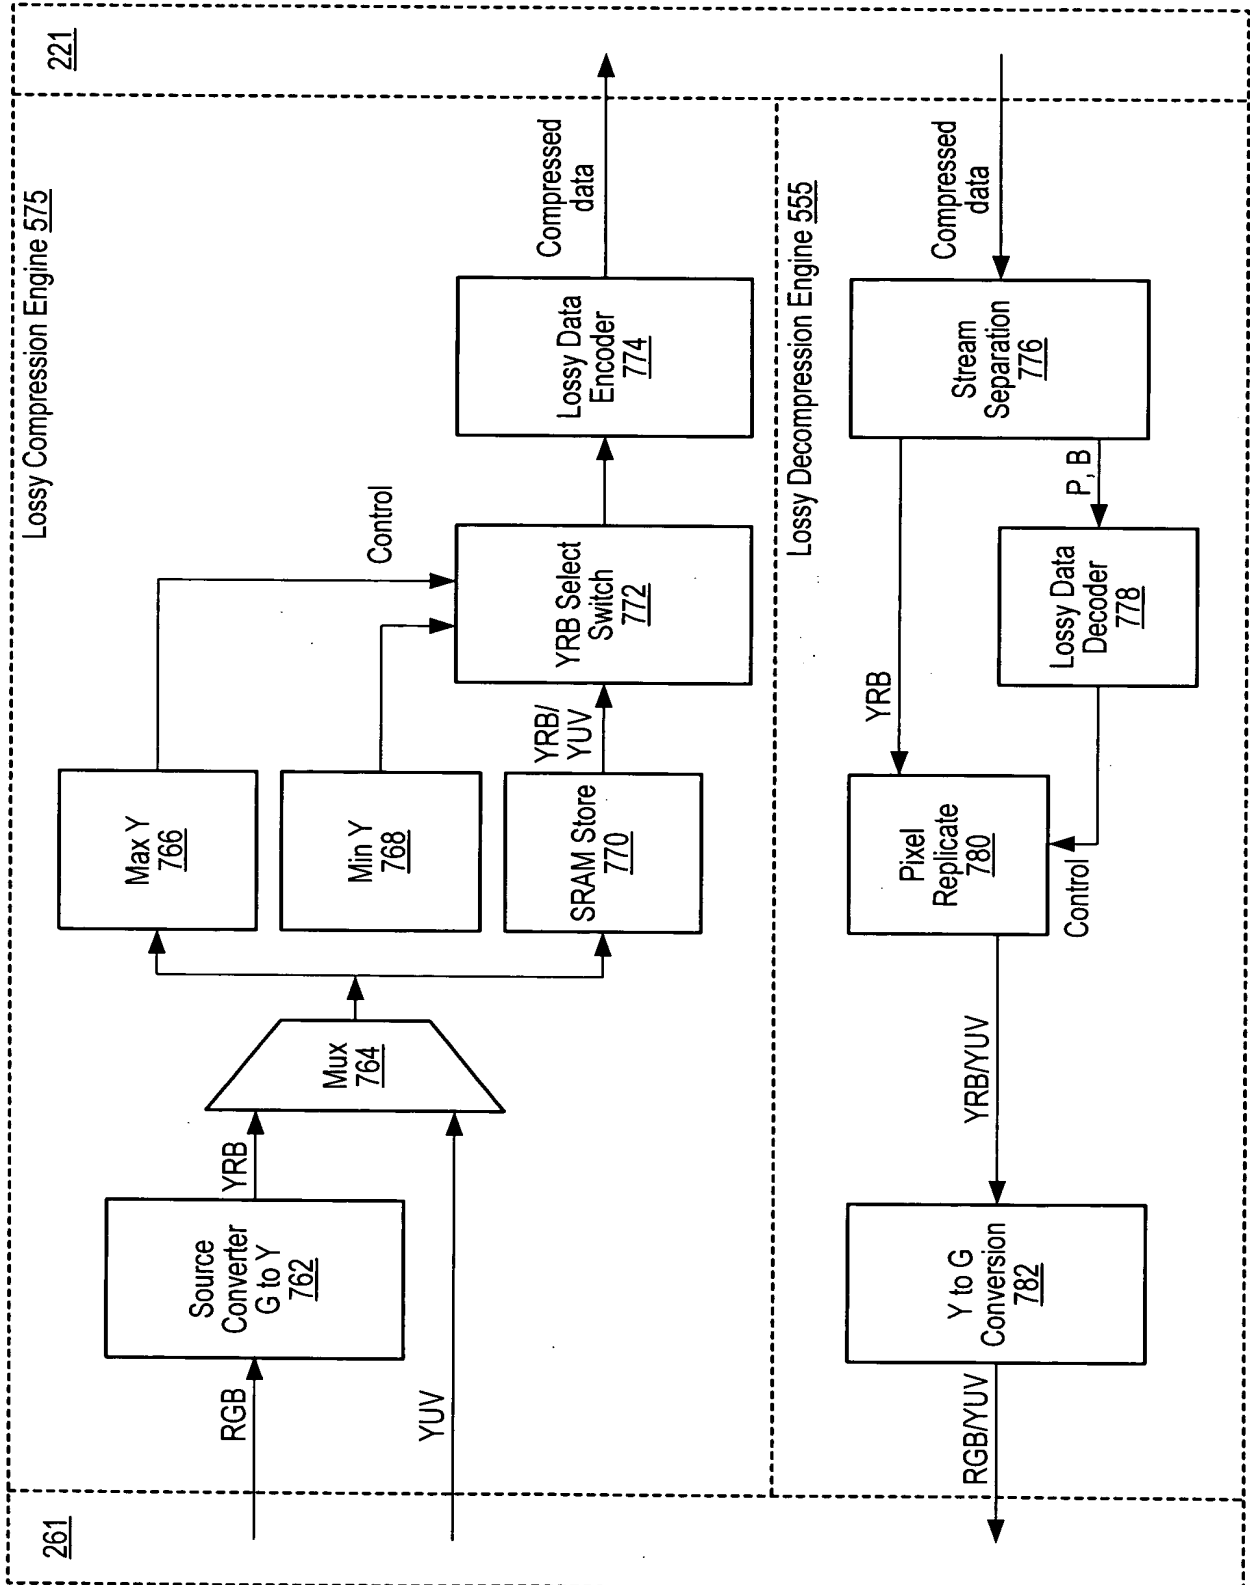 261
221
Lossy Compression Engine 575
RGB
YUV
Source
Converter
G to Y
762
YRB
Mux
764
Max Y
766
Min Y
768
SRAM Store
770
YRB/
YUV
Control
YRB Select
Switch
772
Lossy Data
Encoder
774
Compressed
data
Lossy Decompression Engine 555
RGB/YUV
Y to G
Conversion
782
YRB/YUV
Pixel
Replicate
780
Control
YRB
Lossy Data
Decoder
778
P, B
Stream
Separation
776
Compressed
data